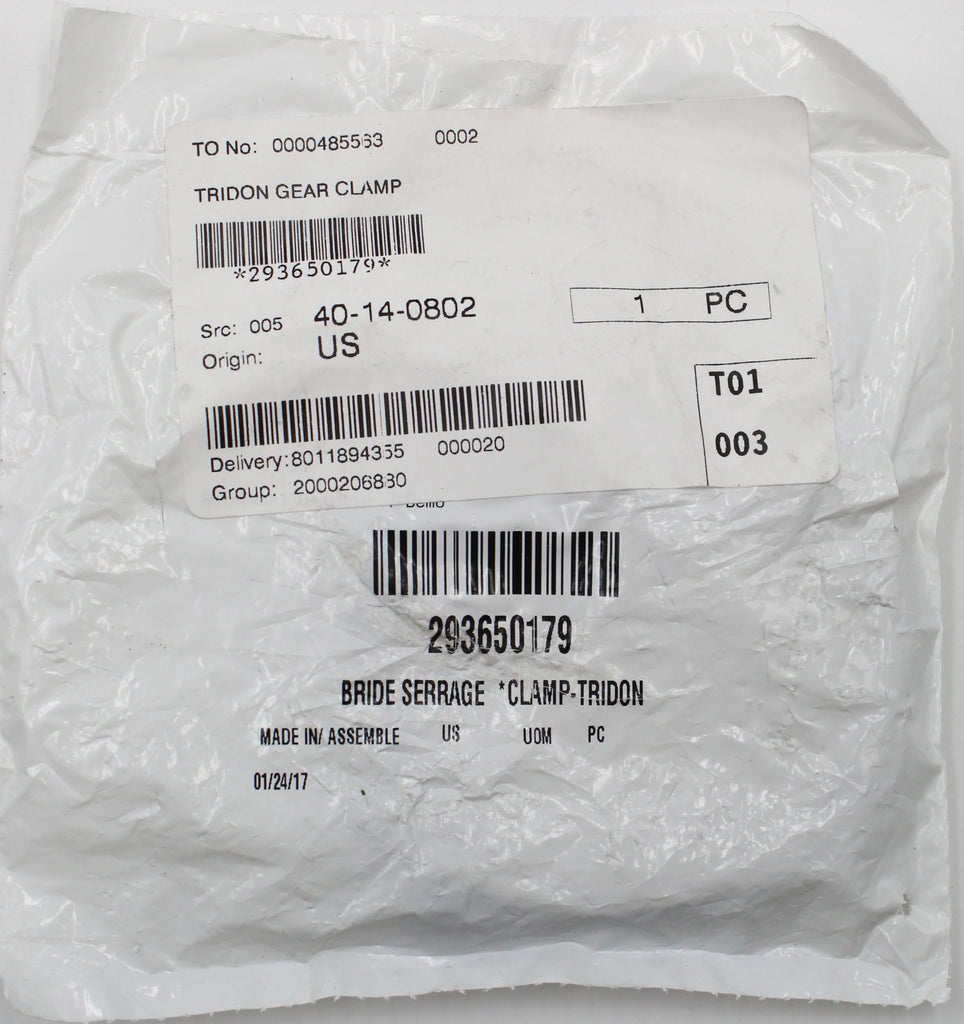 TO No: 0000485563 0002
TRIDON GEAR CLAMP
*293650179*
Src: 005 40-14-0802 1 PC
Origin: US
T01
003
Delivery:8011894355 000020
Group: 2000206830
293650179
BRIDE SERRAGE *CLAMP-TRIDON
MADE IN/ ASSEMBLE US UOM PC
01/24/17